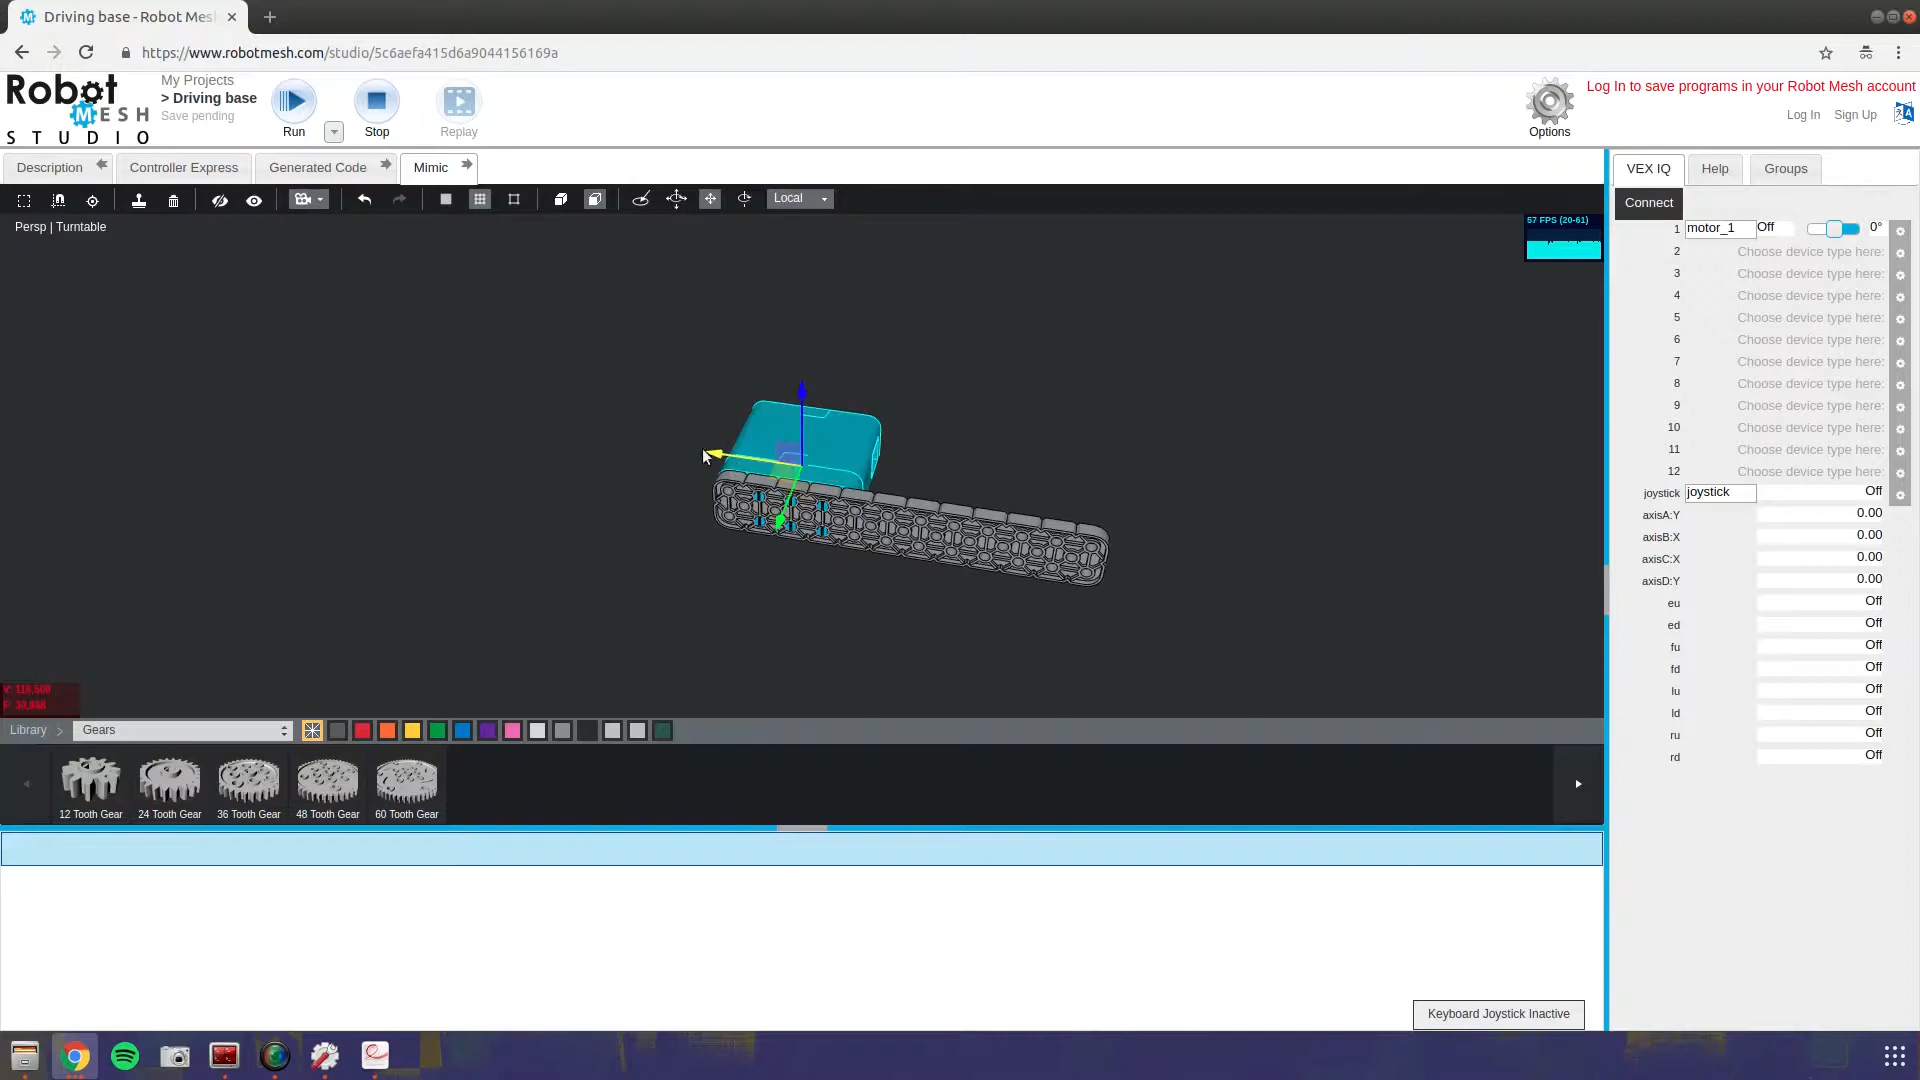 Driving base - Robot Mes
https://www.robotmesh.com/studio/5c6aefa415d6a9044156169a
Robot
MESH
STUDIO
My Projects
> Driving base
Save pending
Run
Stop
Replay
Options
Log In to save programs in your Robot Mesh account
Log In
Sign Up
Description
Controller Express
Generated Code
Mimic
Local
Persp | Turntable
57 FPS (20-61)
VEX IQ
Help
Groups
Connect
1 motor_1 Off 0°
2 Choose device type here:
3 Choose device type here:
4 Choose device type here:
5 Choose device type here:
6 Choose device type here:
7 Choose device type here:
8 Choose device type here:
9 Choose device type here:
10 Choose device type here:
11 Choose device type here:
12 Choose device type here:
joystick joystick Off
axisA:Y 0.00
axisB:X 0.00
axisC:X 0.00
axisD:Y 0.00
eu Off
ed Off
fu Off
fd Off
lu Off
ld Off
ru Off
rd Off
Library > Gears
12 Tooth Gear
24 Tooth Gear
36 Tooth Gear
48 Tooth Gear
60 Tooth Gear
Keyboard Joystick Inactive